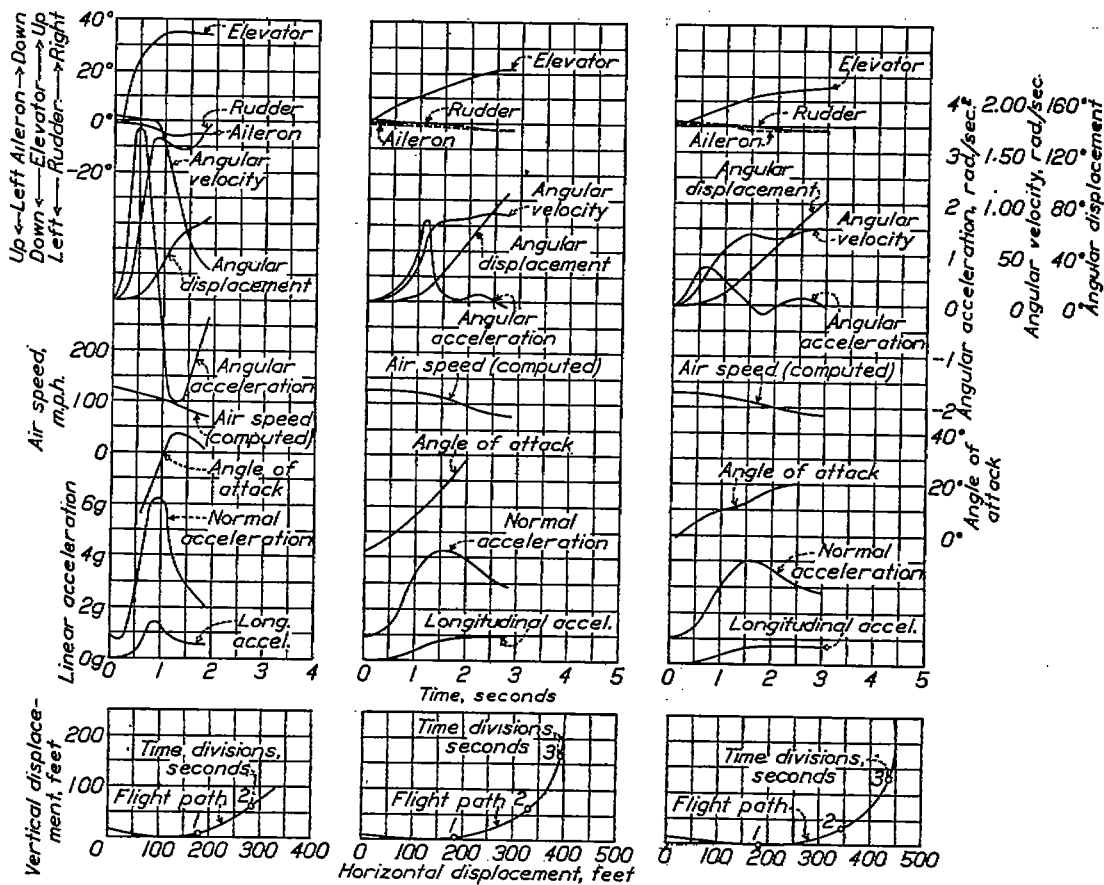 Up ← Left Aileron → Down
Down ← Elevator → Up
Left ← Rudder → Right
40°
20°
0°
-20°
Elevator
Rudder
Aileron
Angular
velocity
Angular
displacement
Air speed,
m.p.h.
200
100
0
Angular
acceleration
Air speed
(computed)
Angle of
attack
Linear acceleration
6g
4g
2g
0g
Normal
acceleration
Long.
accel.
0 1 2 3 4
Elevator
Rudder
Aileron
Angular
velocity
Angular
displacement
Angular
acceleration
Air speed (computed)
Angle of attack
Normal
acceleration
Longitudinal accel.
0 1 2 3 4 5
Time, seconds
Elevator
Rudder
Aileron
Angular
displacement
Angular
velocity
Angular
acceleration
Air speed (computed)
Angle of attack
Normal
acceleration
Longitudinal accel.
0 1 2 3 4 5
4
3
2
1
0
-1
-2
Angular acceleration, rad/sec.²
2.00
1.50
1.00
50
0
Angular velocity, rad/sec.
160°
120°
80°
40°
0°
Angular displacement
40°
20°
0°
Angle of
attack
Vertical displace-
ment, feet
200
100
0
Time divisions,
seconds
Flight path
1
2
0 100 200 300 400
Time divisions,
seconds
Flight path
1
2
3
0 100 200 300 400 500
Time divisions,
seconds
Flight path
1
2
3
0 100 200 300 400 500
Horizontal displacement, feet